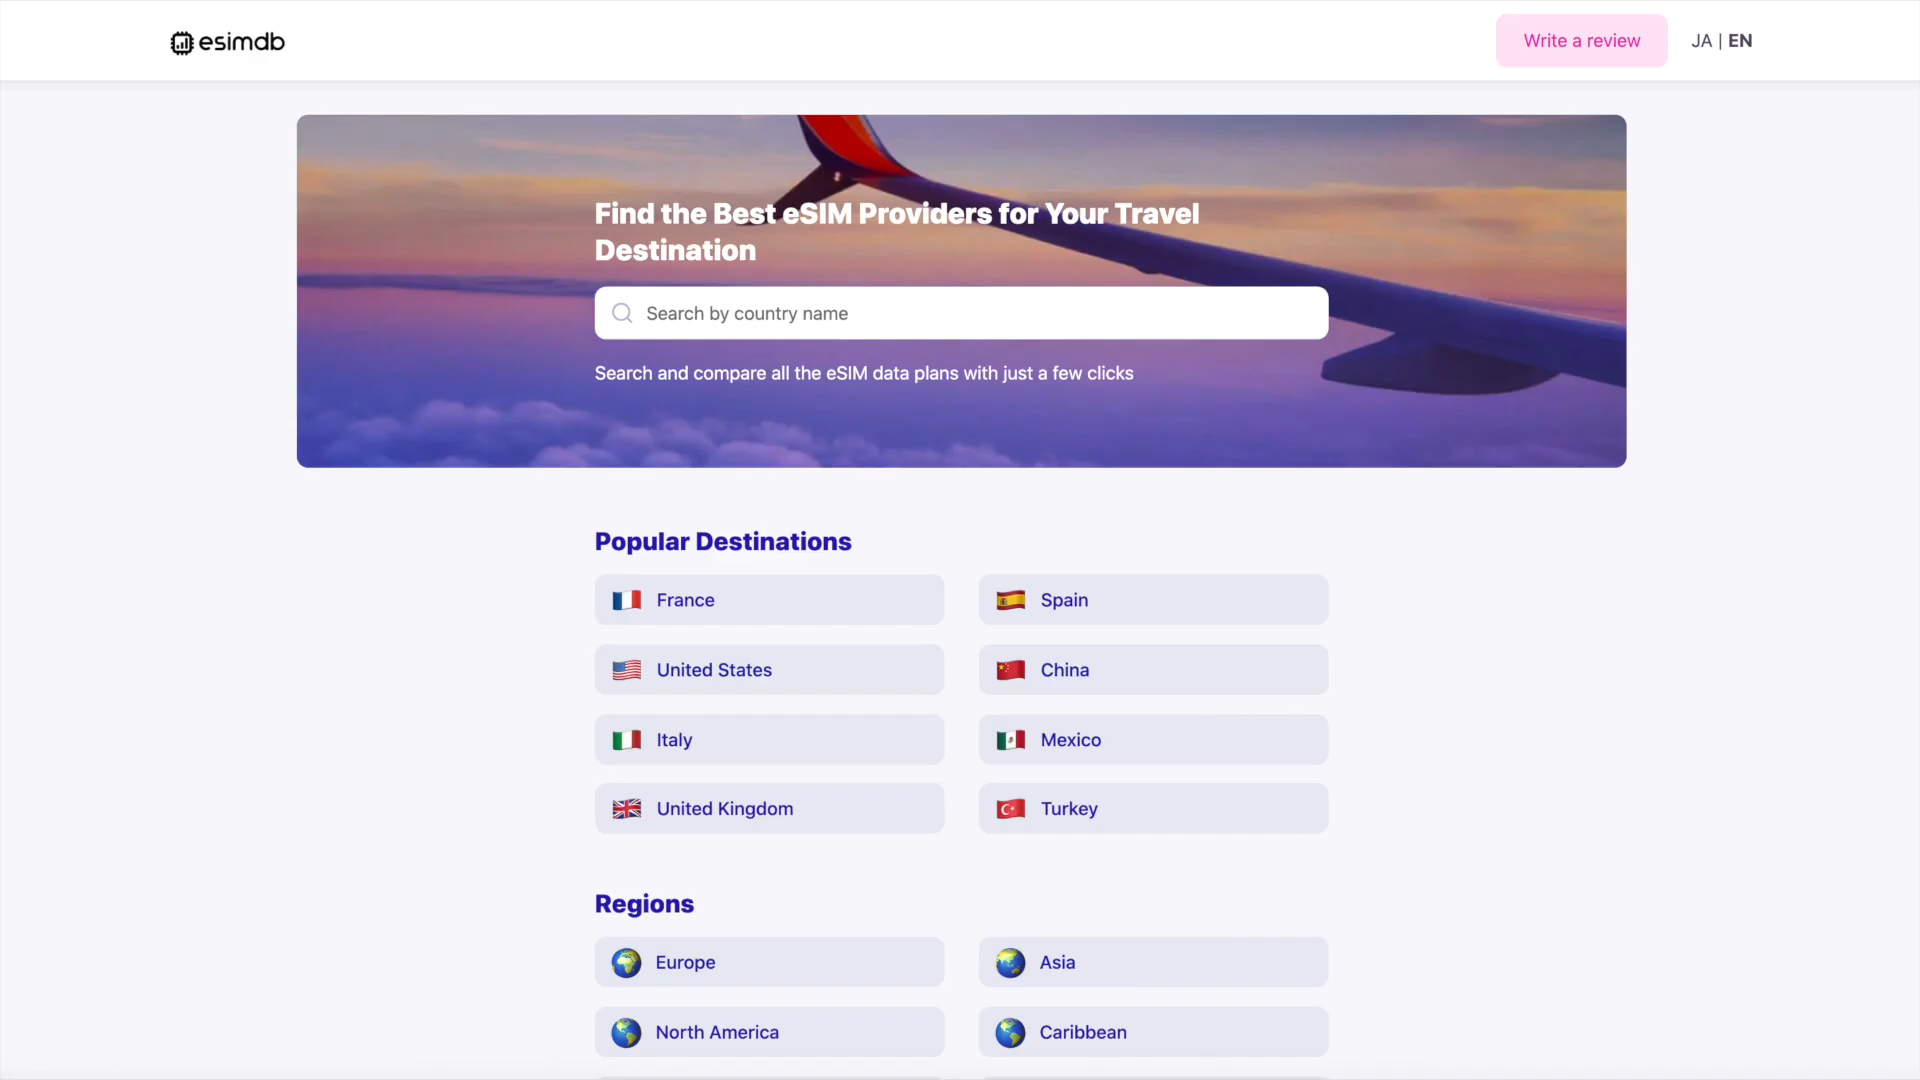 esimdb
Write a review
JA | EN
Find the Best eSIM Providers for Your Travel
Destination
Search by country name
Search and compare all the eSIM data plans with just a few clicks
Popular Destinations
France
Spain
United States
China
Italy
Mexico
United Kingdom
Turkey
Regions
Europe
Asia
North America
Caribbean